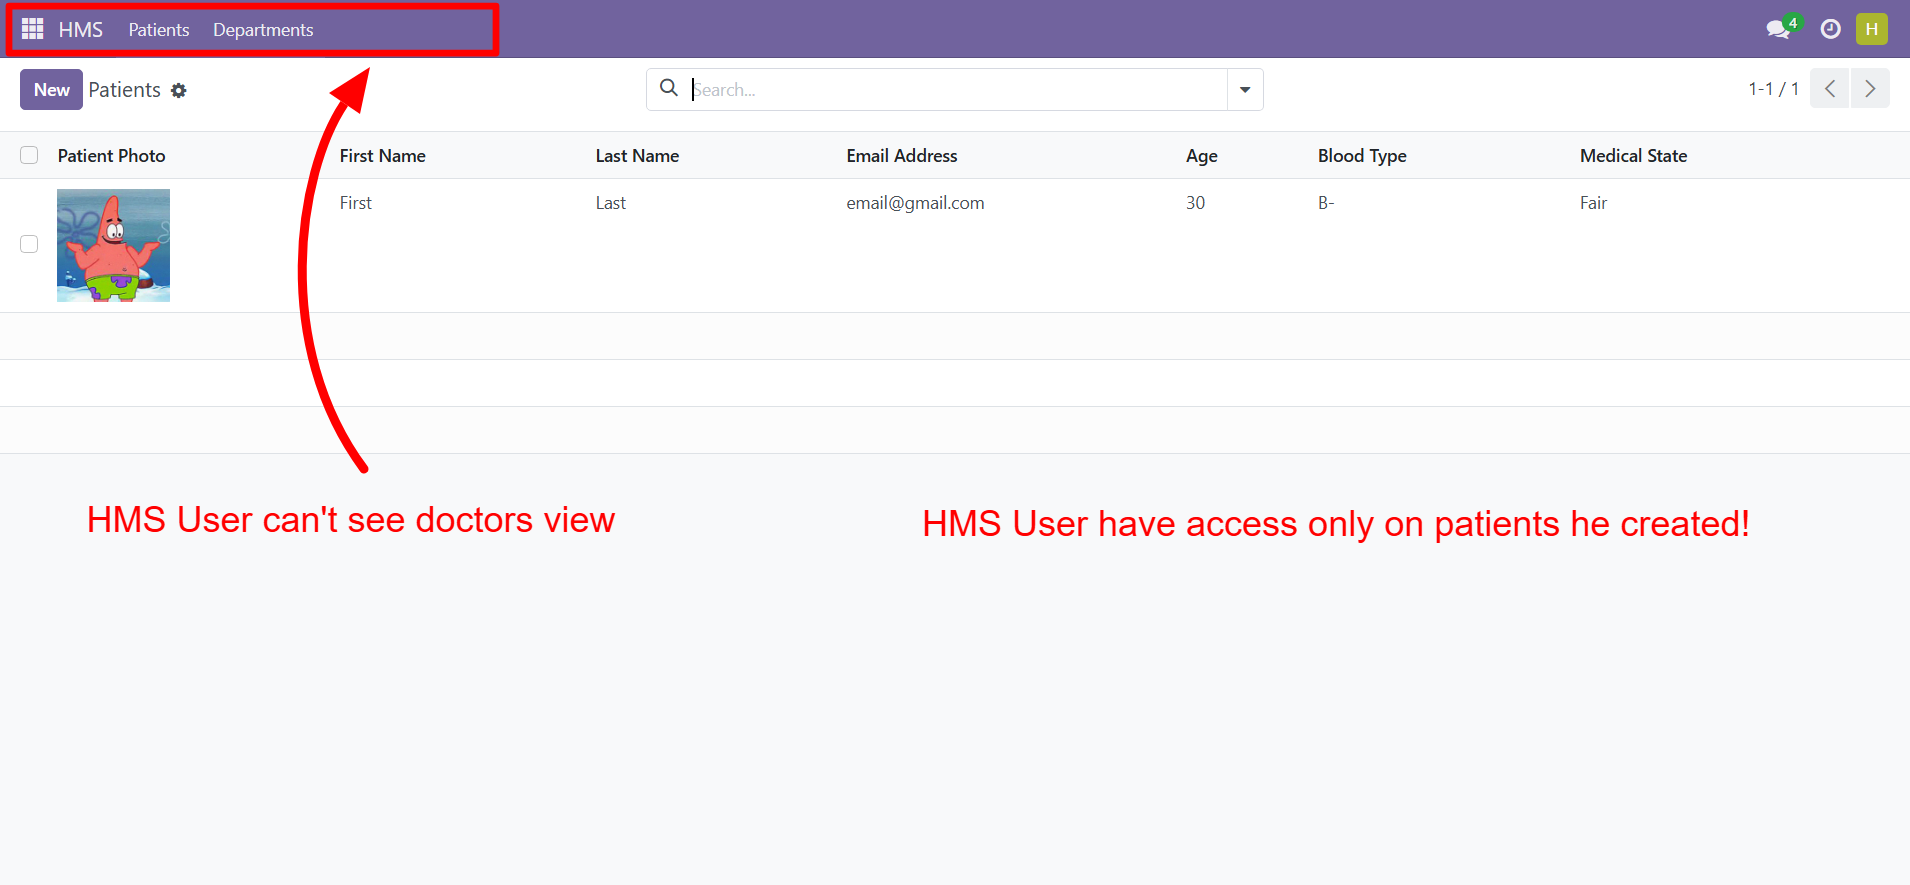 HMS Patients Departments 4 H
New Patients Search... 1-1 / 1
Patient Photo First Name Last Name Email Address Age Blood Type Medical State
First Last email@gmail.com 30 B- Fair
HMS User can't see doctors view
HMS User have access only on patients he created!